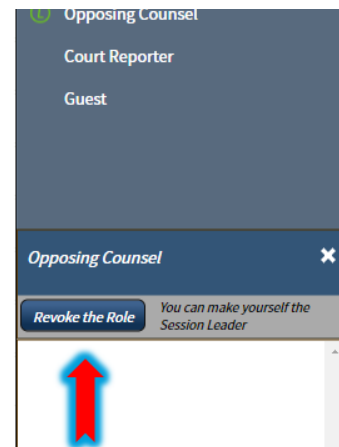 L Opposing Counsel
Court Reporter
Guest
Opposing Counsel
Revoke the Role
You can make yourself the
Session Leader